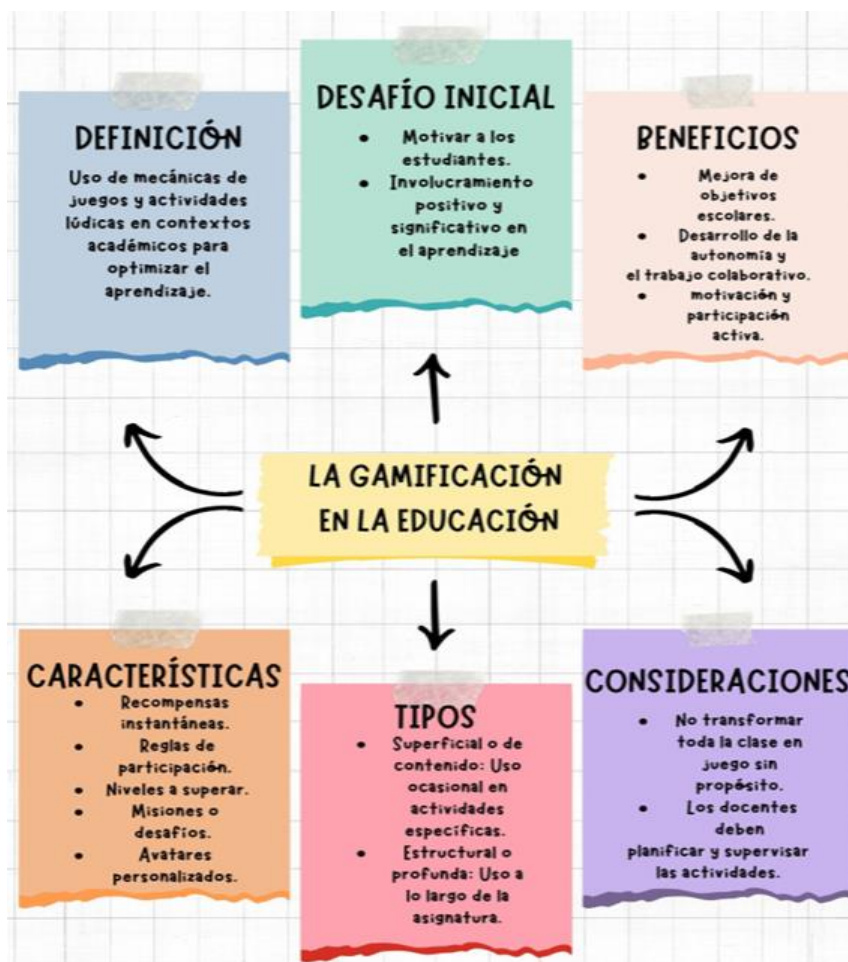 DEFINICIÓN
Uso de mecánicas de
juegos y actividades
lúdicas en contextos
académicos para
optimizar el
aprendizaje.
DESAFÍO INICIAL
• Motivar a los
estudiantes.
• Involucramiento
positivo y
significativo en
el aprendizaje
BENEFICIOS
• Mejora de
objetivos
escolares.
• Desarrollo de la
autonomía y
el trabajo colaborativo.
• motivación y
participación
activa.
LA GAMIFICACIÓN
EN LA EDUCACIÓN
CARACTERÍSTICAS
• Recompensas
instantáneas.
• Reglas de
participación.
• Niveles a superar.
• Misiones o
desafíos.
• Avatares
personalizados.
TIPOS
• Superficial o de
contenido: Uso
ocasional en
actividades
específicas.
• Estructural o
profunda: Uso a
lo largo de la
asignatura.
CONSIDERACIONES
• No transformar
toda la clase en
juego sin
propósito.
• Los docentes
deben
planificar y supervisar
las actividades.